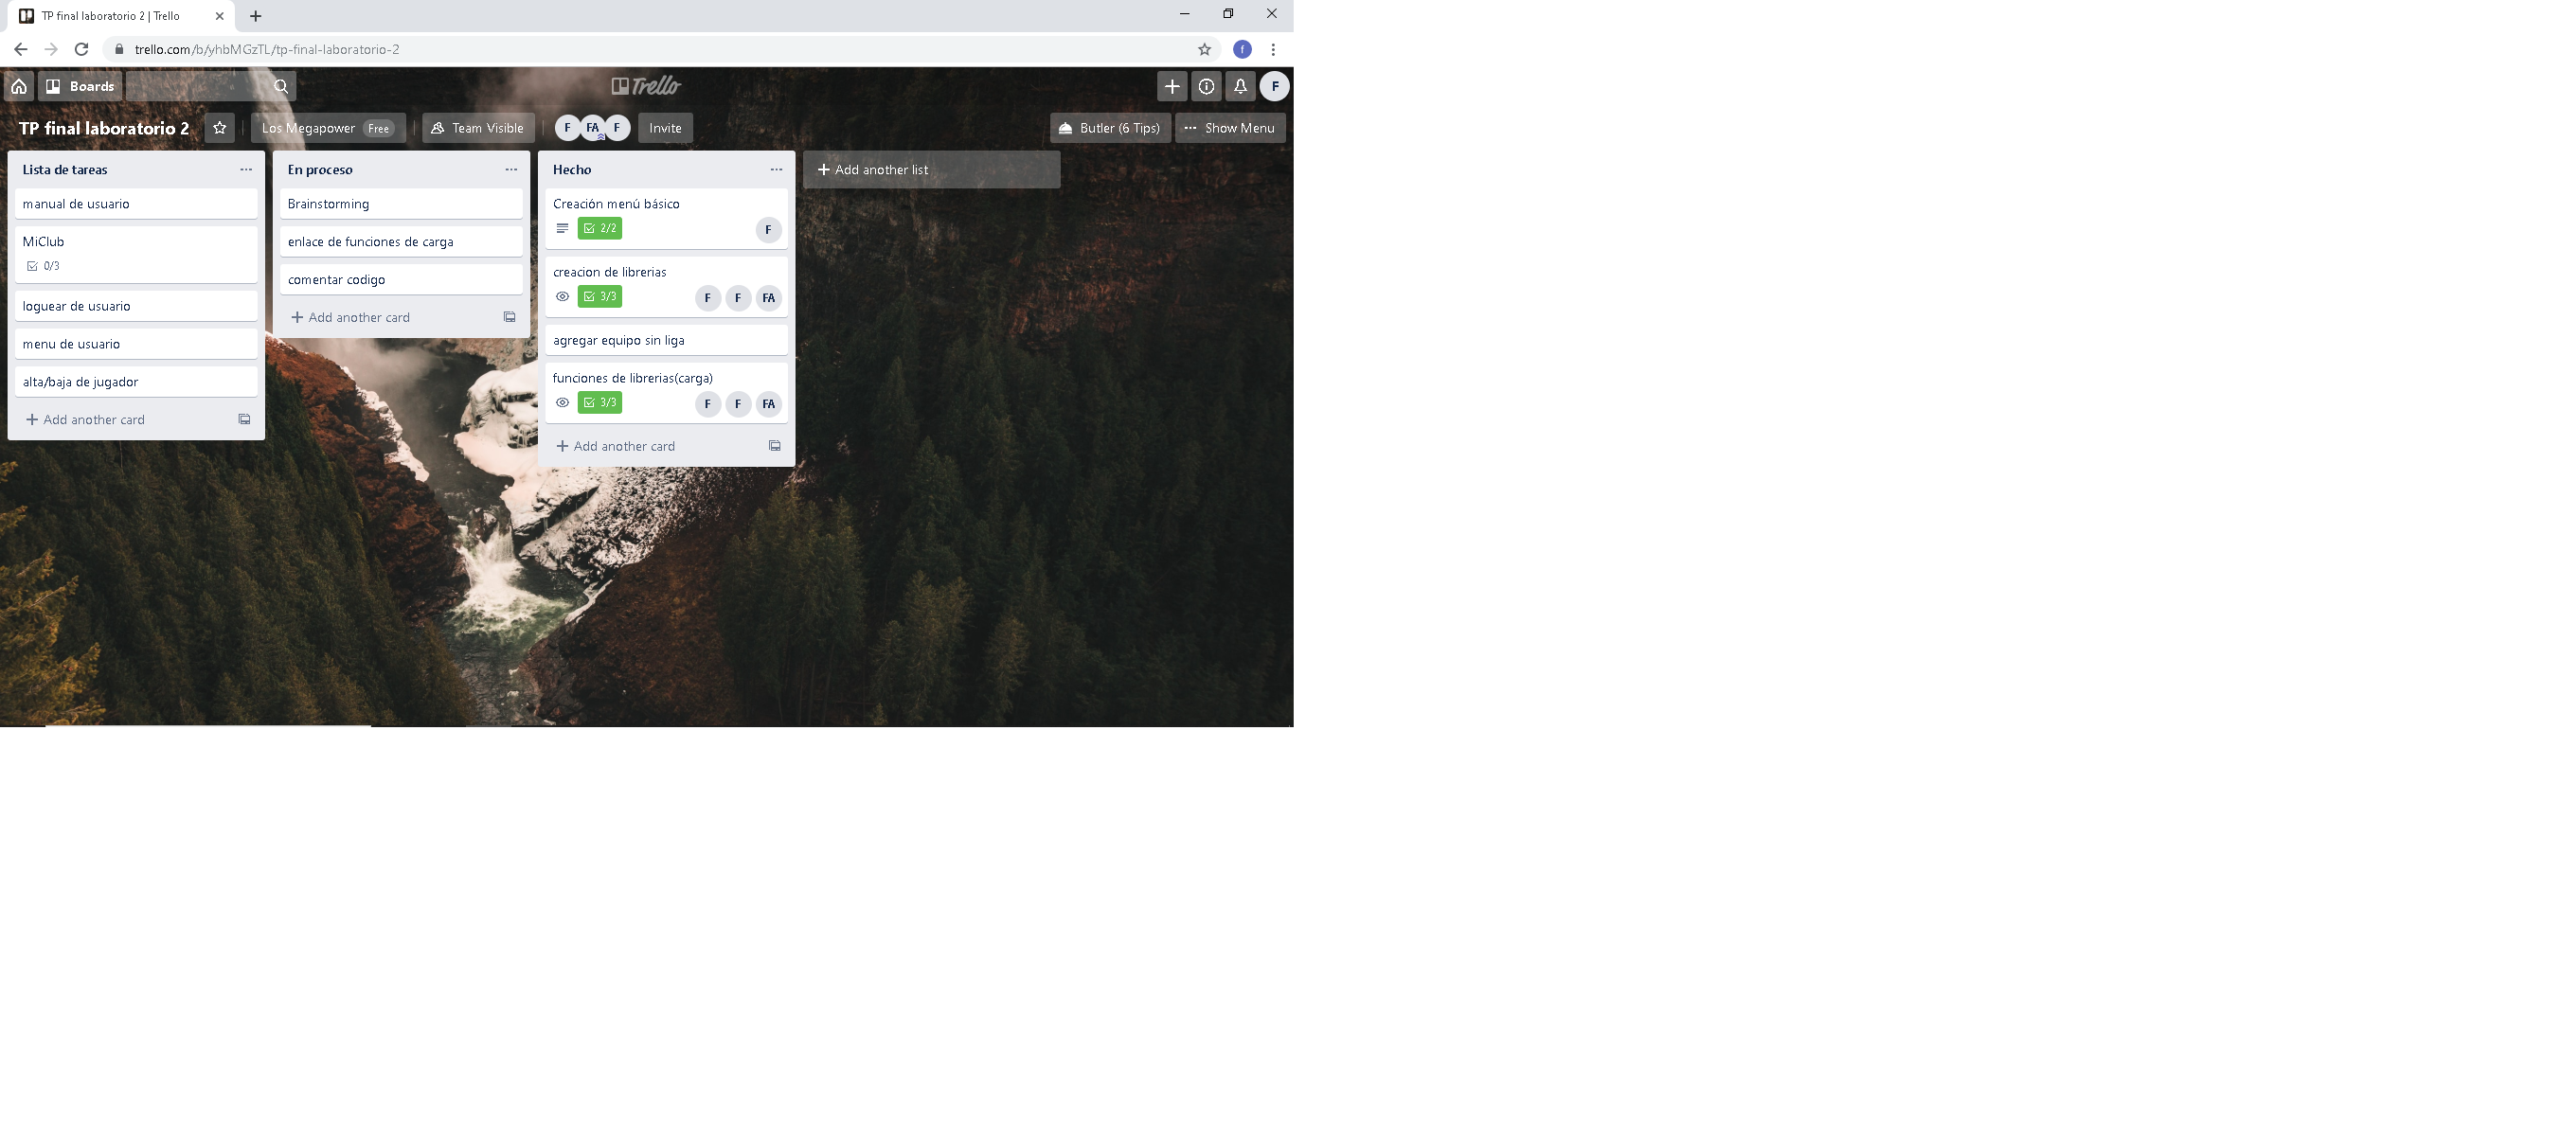 TP final laboratorio 2 | Trello
trello.com/b/yhbMGzTL/tp-final-laboratorio-2
f
Boards
Trello
F
TP final laboratorio 2
Los Megapower Free
Team Visible
F FA F
Invite
Butler (6 Tips)
Show Menu
Lista de tareas
manual de usuario
MiClub
0/3
loguear de usuario
menu de usuario
alta/baja de jugador
Add another card
En proceso
Brainstorming
enlace de funciones de carga
comentar codigo
Add another card
Hecho
Creación menú básico
2/2 F
creacion de librerias
3/3 F F FA
agregar equipo sin liga
funciones de librerias(carga)
3/3 F F FA
Add another card
Add another list